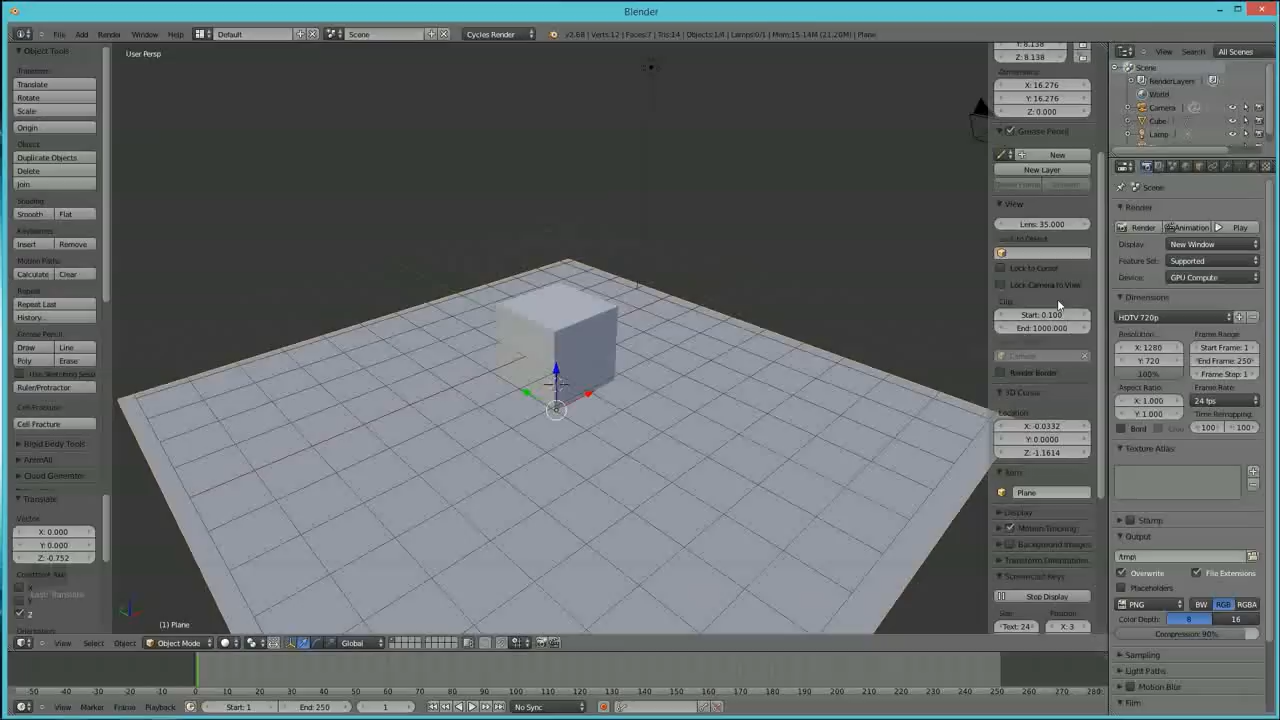 Blender
File Add Render Window Help
Default
Scene
Cycles Render
v2.68 | Verts:12 | Faces:7 | Tris:14 | Objects:1/4 | Lamps:0/1 | Mem:15.14M (21.20M) | Plane
Object Tools
Transform:
Translate
Rotate
Scale
Origin
Object:
Duplicate Objects
Delete
Join
Shading:
Smooth Flat
Keyframes:
Insert Remove
Motion Paths:
Calculate Clear
Repeat:
Repeat Last
History...
Grease Pencil:
Draw Line
Poly Erase
Use Sketching Sessi
Ruler/Protractor
Cell Fracture:
Cell Fracture
Rigid Body Tools
AnimAll
Cloud Generator
Translate
Vector
X: 0.000
Y: 0.000
Z: -0.752
Constraint Axis
X
Y
Z
User Persp
(1) Plane
Y: 8.138
Z: 8.138
Dimensions:
X: 16.276
Y: 16.276
Z: 0.000
Grease Pencil
New
New Layer
View
Lens: 35.000
Lock to Object:
Lock to Cursor
Lock Camera to View
Clip:
Start: 0.100
End: 1000.000
Camera
Render Border
3D Cursor
Location:
X: -0.0332
Y: 0.0000
Z: -1.1614
Item
Plane
Display
Motion Tracking
Background Images
Transform Orientation
Screencast Keys
Stop Display
Size: Position:
Text: 24 X: 3
View Search All Scenes
Scene
RenderLayers
World
Camera
Cube
Lamp
Scene
Render
Render Animation Play
Display: New Window
Feature Set: Supported
Device: GPU Compute
Dimensions
HDTV 720p
Resolution: Frame Range:
X: 1280 Start Frame: 1
Y: 720 End Frame: 250
100% Frame Step: 1
Aspect Ratio: Frame Rate:
X: 1.000 24 fps
Y: 1.000 Time Remapping:
Bord Crop 100 100
Texture Atlas
Stamp
Output
/tmp\
Overwrite File Extensions
Placeholders
PNG BW RGB RGBA
Color Depth: 8 16
Compression: 90%
Sampling
Light Paths
Motion Blur
Film
View Select Object Object Mode Global
-50 -40 -30 -20 -10 0 10 20 30 40 50 60 70 80 90 100 110 120 130 140 150 160 170 180 190 200 210 220 230 240 250 260 270 280
View Marker Frame Playback Start: 1 End: 250 1 No Sync